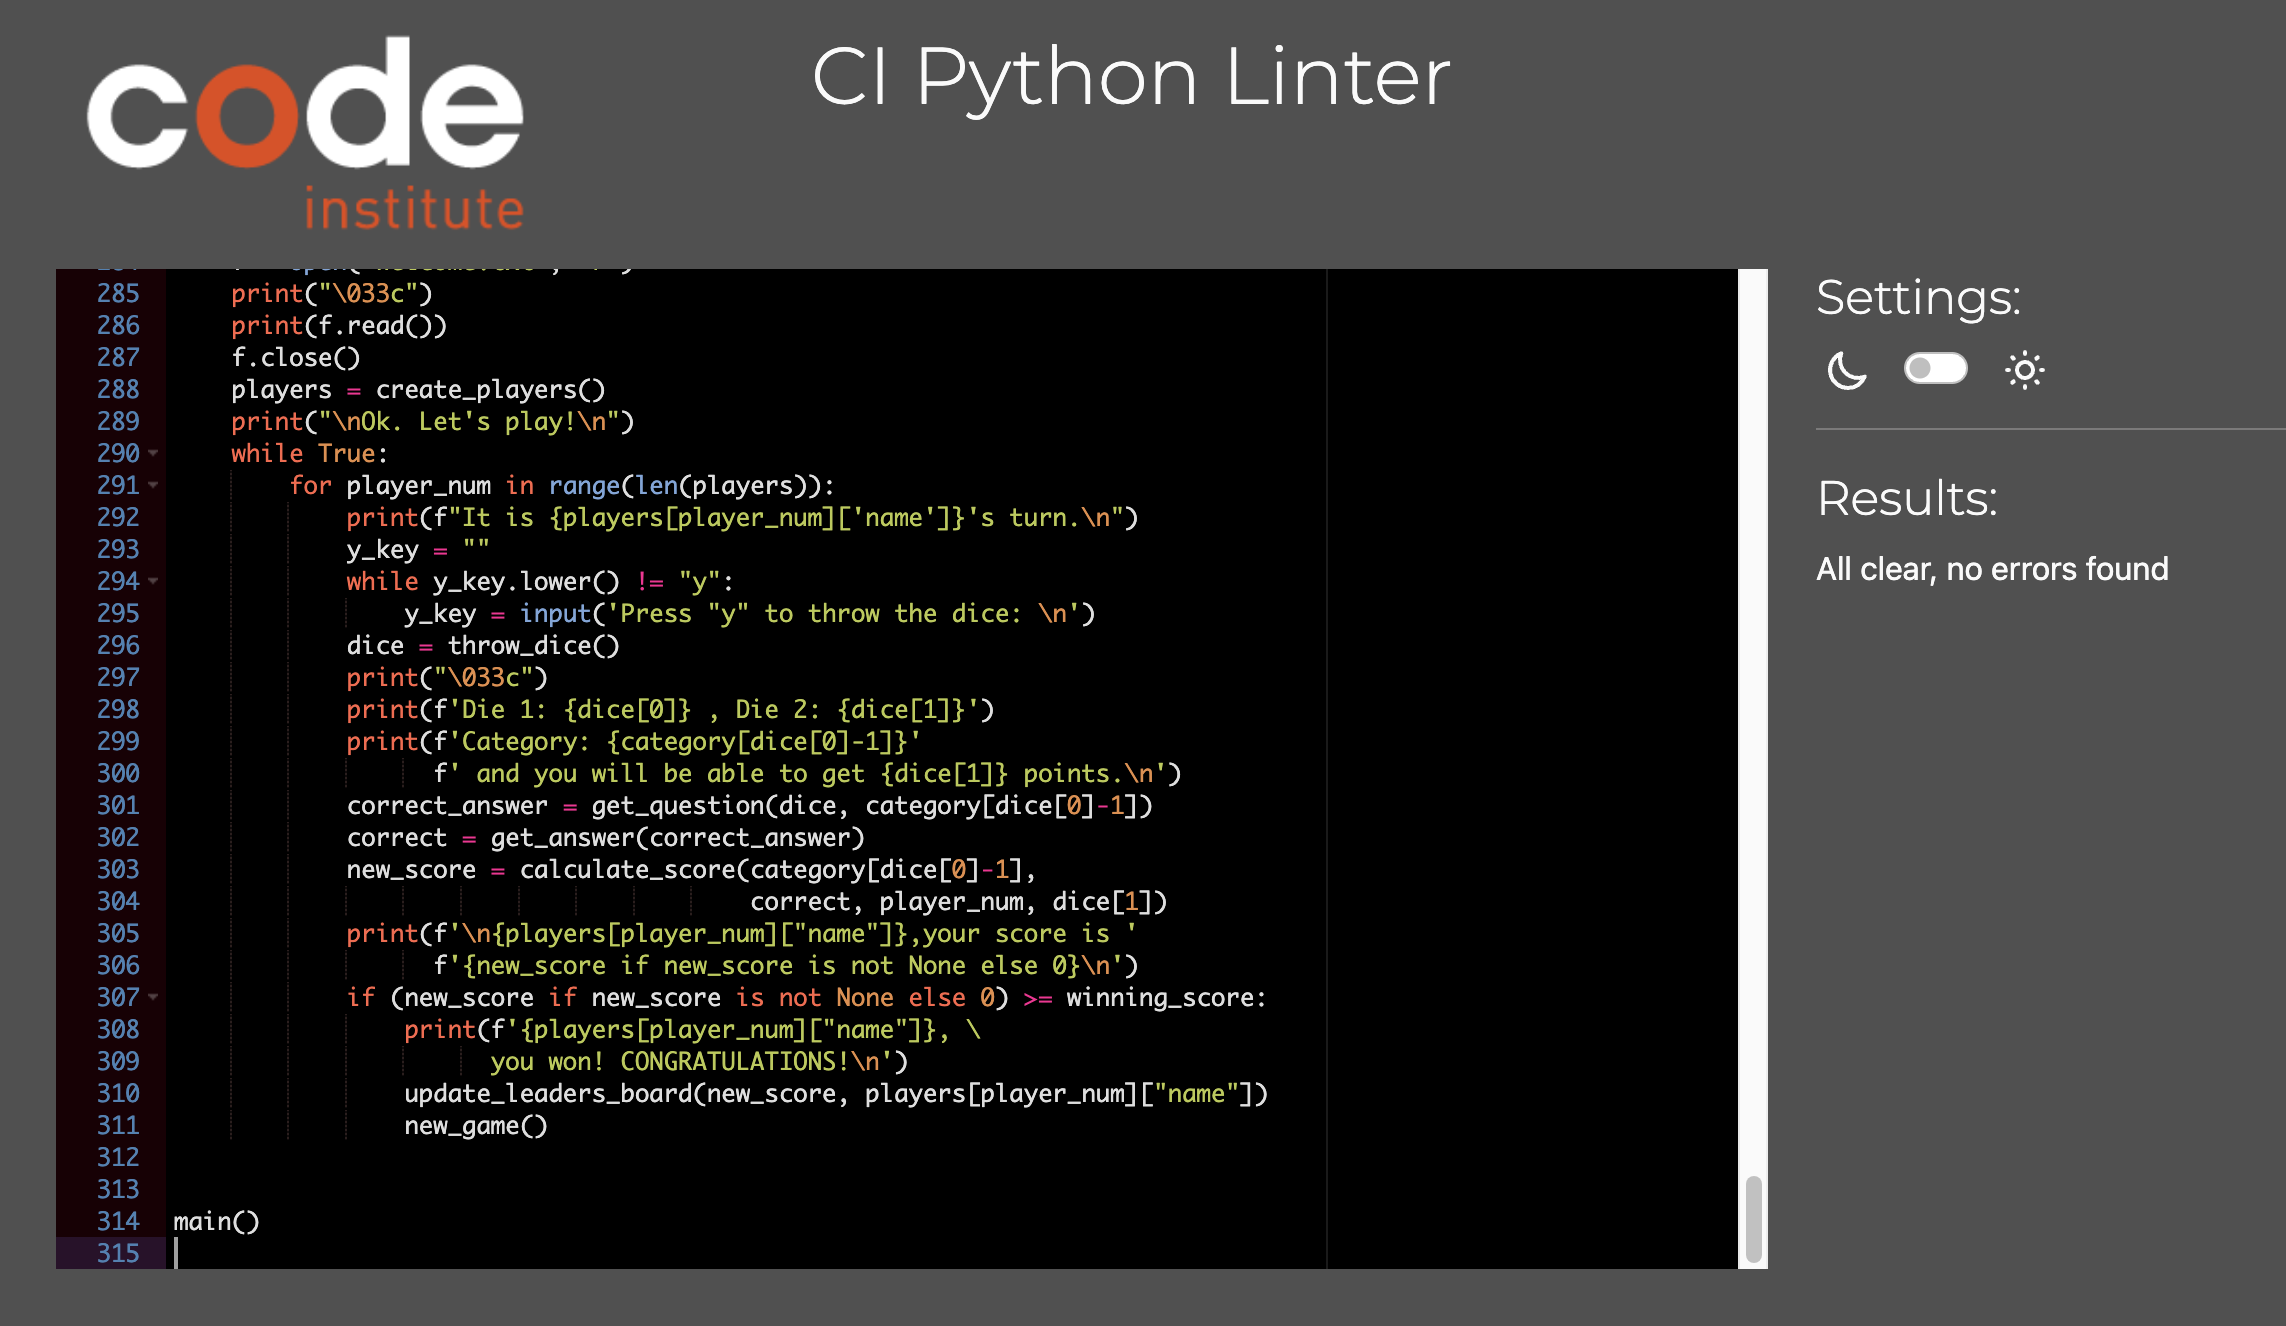 code
institute
CI Python Linter
285 print("\033c")
286 print(f.read())
287 f.close()
288 players = create_players()
289 print("\nOk. Let's play!\n")
290 while True:
291 for player_num in range(len(players)):
292 print(f"It is {players[player_num]['name']}'s turn.\n")
293 y_key = ""
294 while y_key.lower() != "y":
295 y_key = input('Press "y" to throw the dice: \n')
296 dice = throw_dice()
297 print("\033c")
298 print(f'Die 1: {dice[0]} , Die 2: {dice[1]}')
299 print(f'Category: {category[dice[0]-1]}'
300 f' and you will be able to get {dice[1]} points.\n')
301 correct_answer = get_question(dice, category[dice[0]-1])
302 correct = get_answer(correct_answer)
303 new_score = calculate_score(category[dice[0]-1],
304 correct, player_num, dice[1])
305 print(f'\n{players[player_num]["name"]},your score is '
306 f'{new_score if new_score is not None else 0}\n')
307 if (new_score if new_score is not None else 0) >= winning_score:
308 print(f'{players[player_num]["name"]}, \
309 you won! CONGRATULATIONS!\n')
310 update_leaders_board(new_score, players[player_num]["name"])
311 new_game()
312
313
314 main()
315
Settings:
Results:
All clear, no errors found